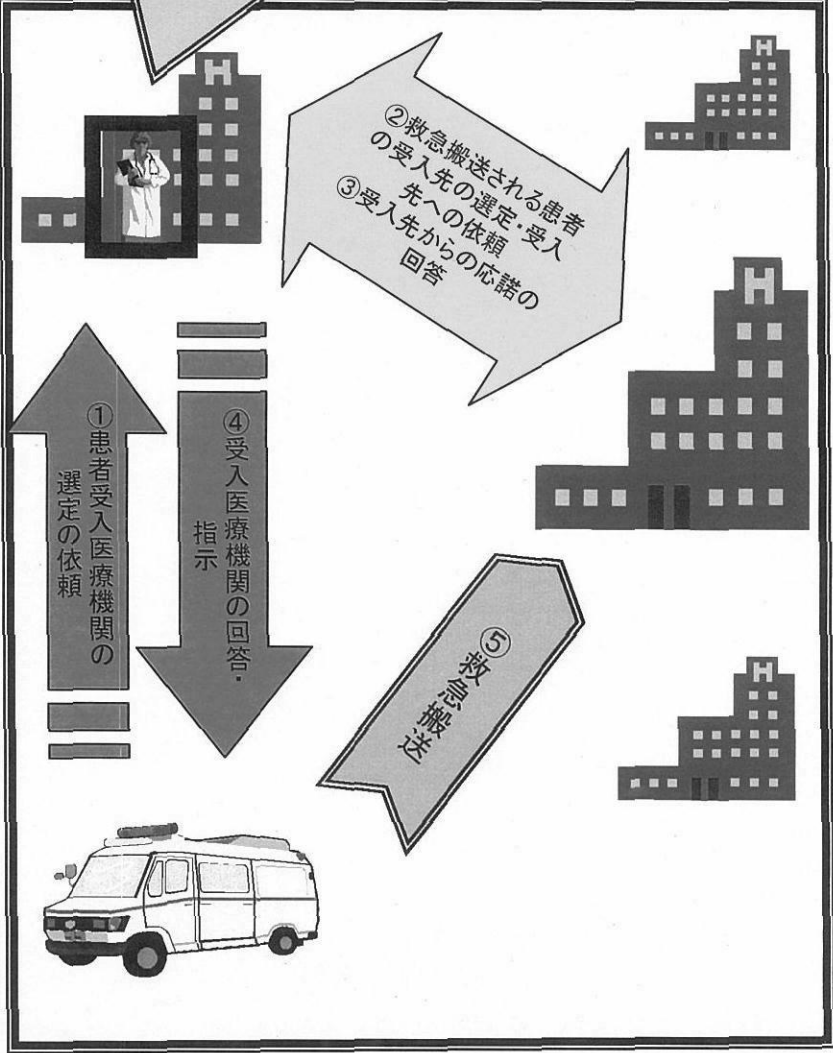 H
H
②救急搬送される患者
の受入先の選定・受入
先への依頼
③受入先からの応諾の
回答
H
①患者受入医療機関の
選定の依頼
④受入医療機関の回答・
指示
⑤救急搬送
H